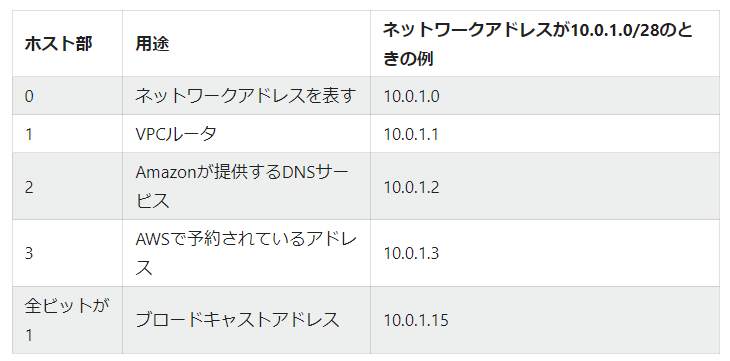 ホスト部
用途
ネットワークアドレスが10.0.1.0/28のと
きの例
0
ネットワークアドレスを表す
10.0.1.0
1
VPCルータ
10.0.1.1
2
Amazonが提供するDNSサー
ビス
10.0.1.2
3
AWSで予約されているアドレ
ス
10.0.1.3
全ビットが
1
ブロードキャストアドレス
10.0.1.15